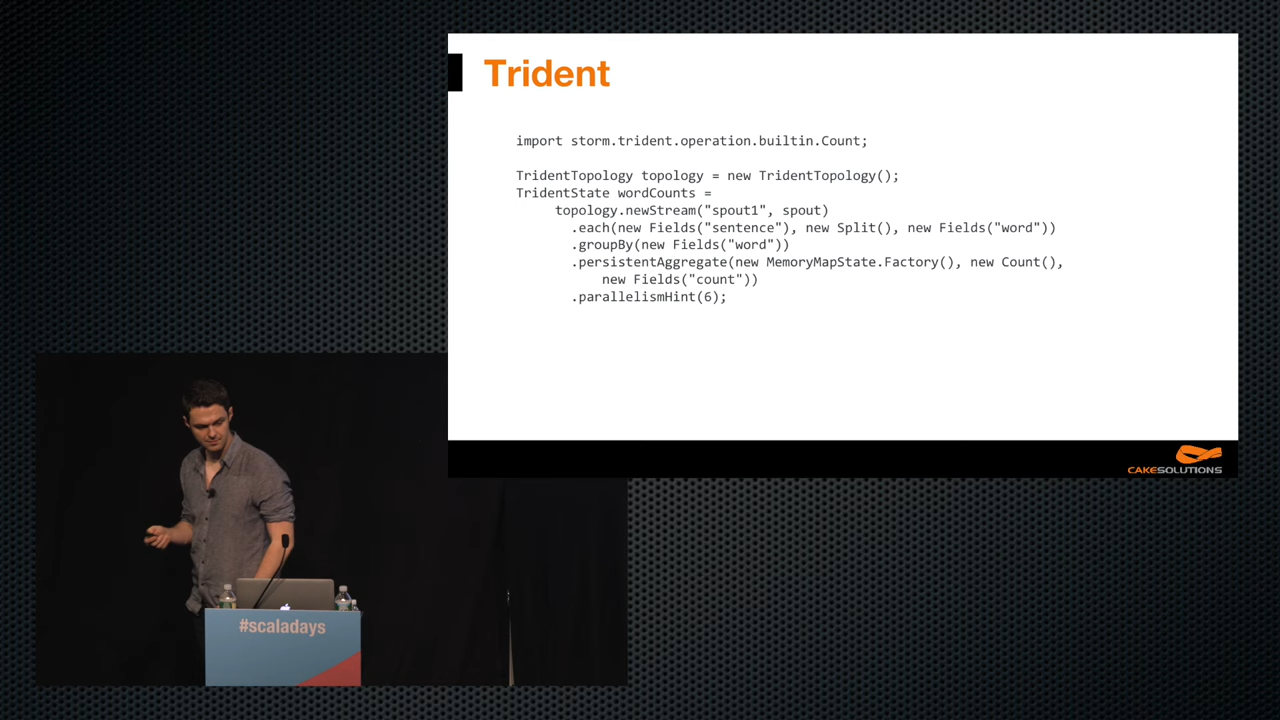 Trident
import storm.trident.operation.builtin.Count;
TridentTopology topology = new TridentTopology();
TridentState wordCounts =
topology.newStream("spout1", spout)
.each(new Fields("sentence"), new Split(), new Fields("word"))
.groupBy(new Fields("word"))
.persistentAggregate(new MemoryMapState.Factory(), new Count(),
new Fields("count"))
.parallelismHint(6);
CAKESOLUTIONS
#scaladays